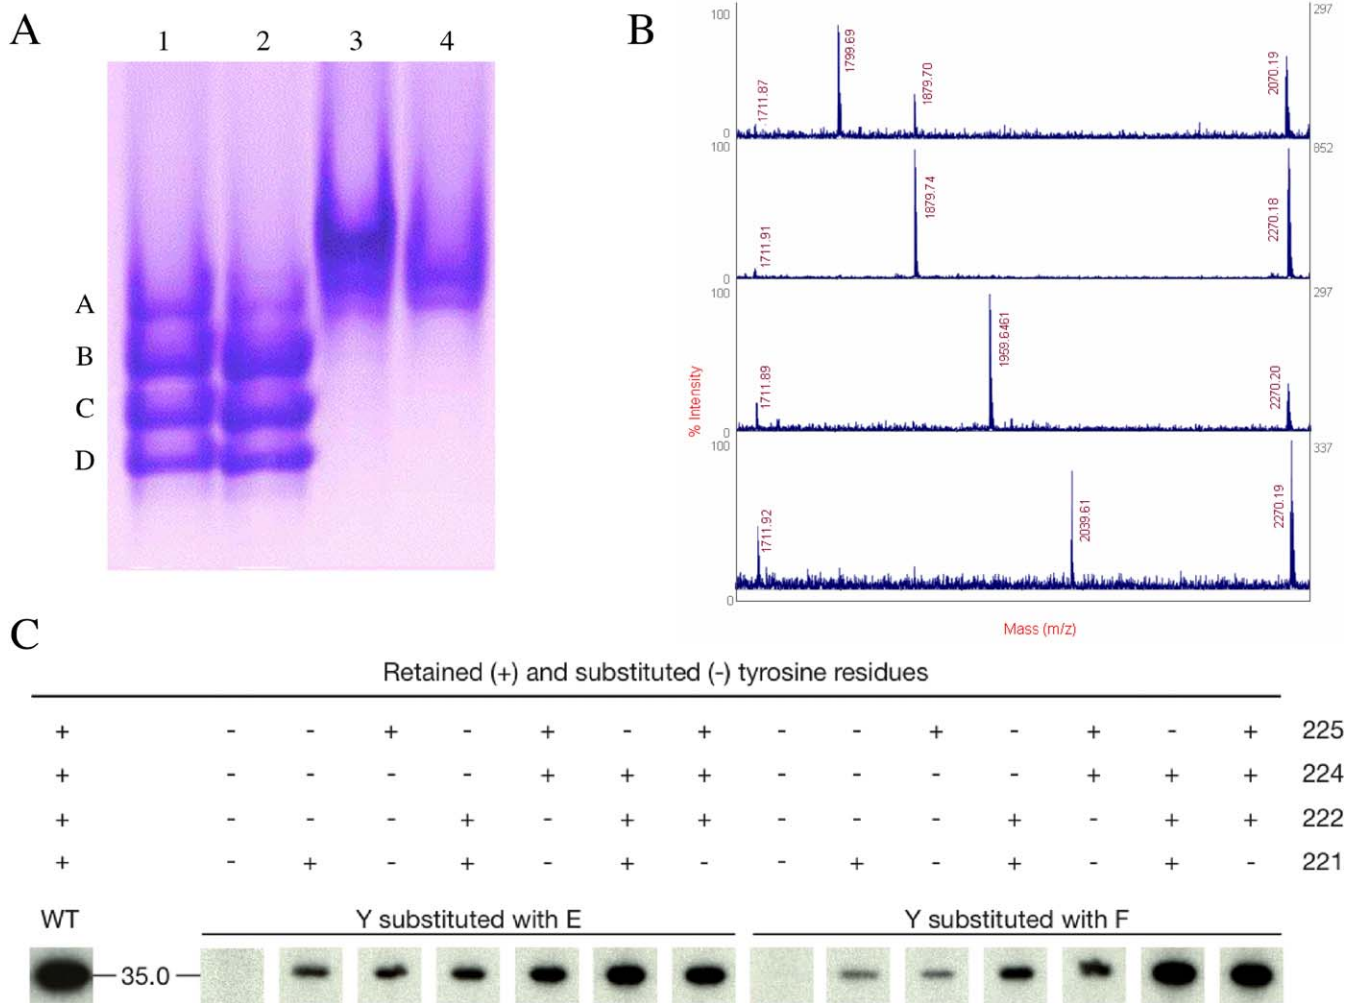 A
1 2 3 4
A
B
C
D
B
100
297
1711.87
1799.69
1879.70
2070.19
0
100
852
1711.91
1879.74
2270.18
0
100
297
1711.89
1959.6461
2270.20
0
100
337
1711.92
2039.61
2270.19
0
% Intensity
Mass (m/z)
C
Retained (+) and substituted (-) tyrosine residues
+ - - + - + - + - - + - + - + 225
+ - - - - + + + - - - - + + + 224
+ - - - + - + + - - - + - + + 222
+ - + - + - + - - + - + - + - 221
WT Y substituted with E Y substituted with F
35.0